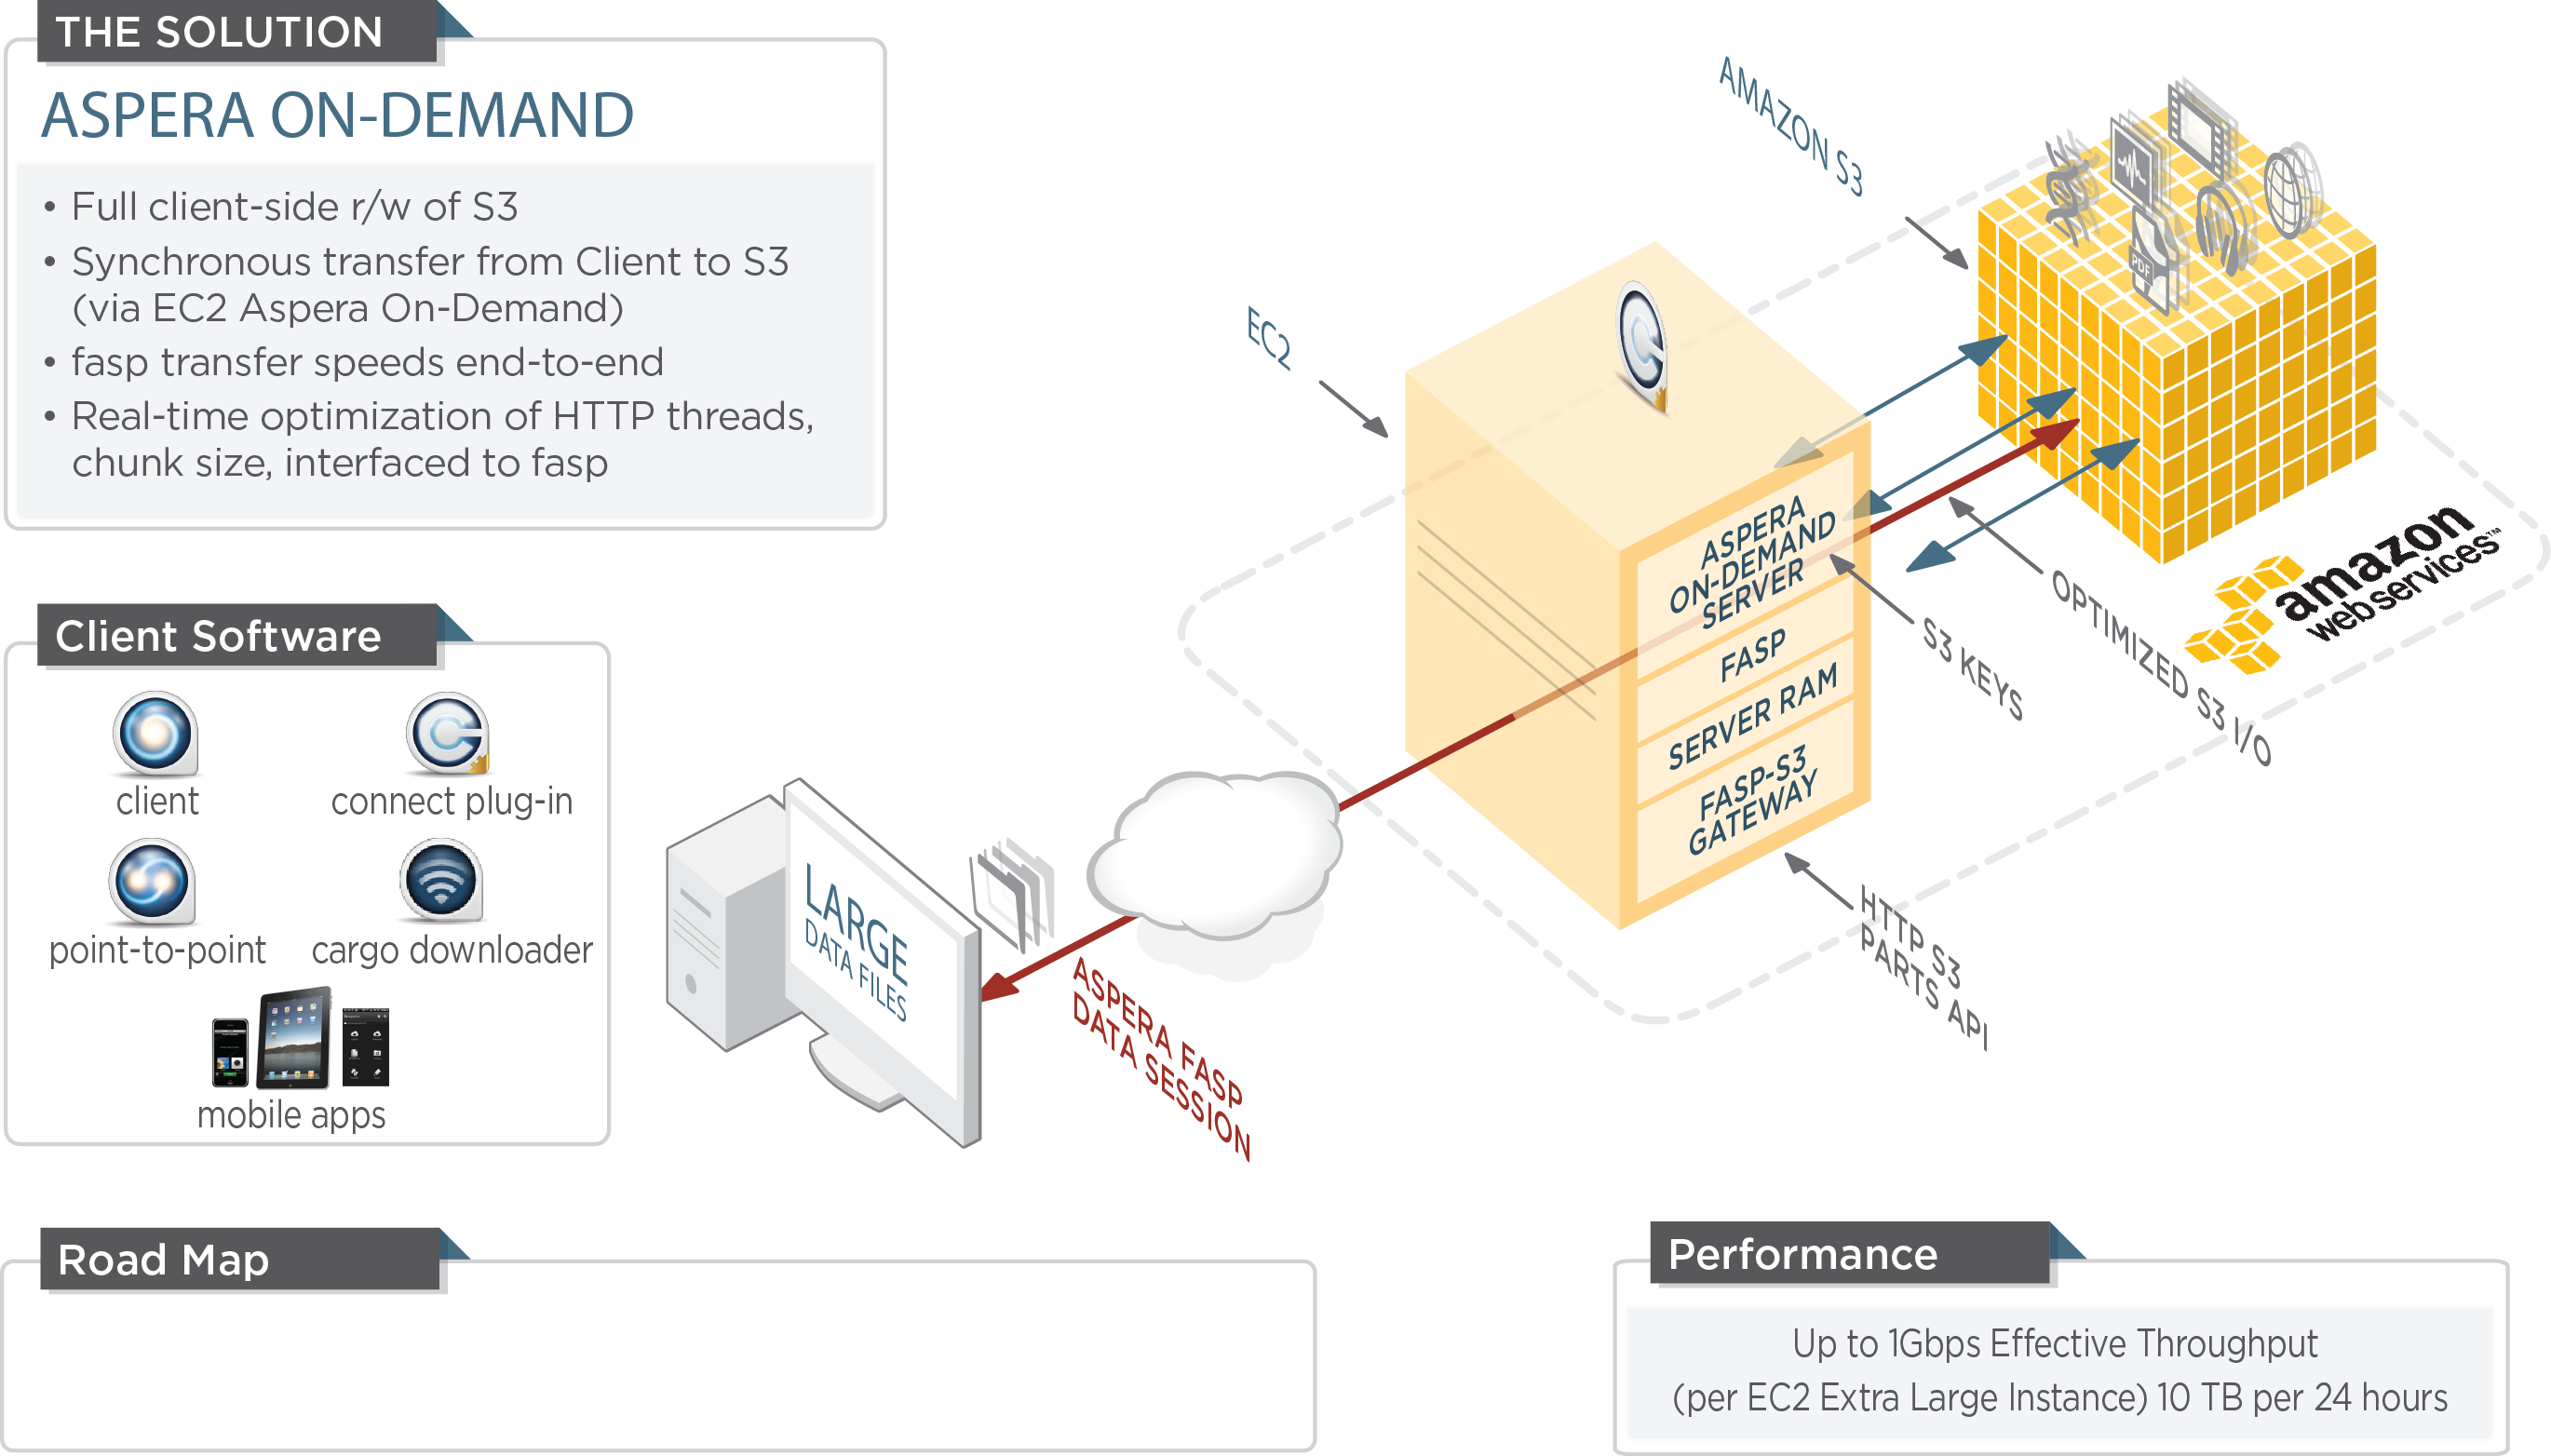 THE SOLUTION
ASPERA ON-DEMAND
• Full client-side r/w of S3
• Synchronous transfer from Client to S3
(via EC2 Aspera On-Demand)
• fasp transfer speeds end-to-end
• Real-time optimization of HTTP threads,
chunk size, interfaced to fasp
Client Software
client
connect plug-in
point-to-point
cargo downloader
mobile apps
LARGE
DATA FILES
ASPERA FASP
DATA SESSION
EC2
AMAZON S3
PDF
ASPERA
ON-DEMAND
SERVER
FASP
SERVER RAM
FASP-S3
GATEWAY
S3 KEYS
OPTIMIZED S3 I/O
HTTP S3
PARTS API
amazon
web services™
Road Map
Performance
Up to 1Gbps Effective Throughput
(per EC2 Extra Large Instance) 10 TB per 24 hours